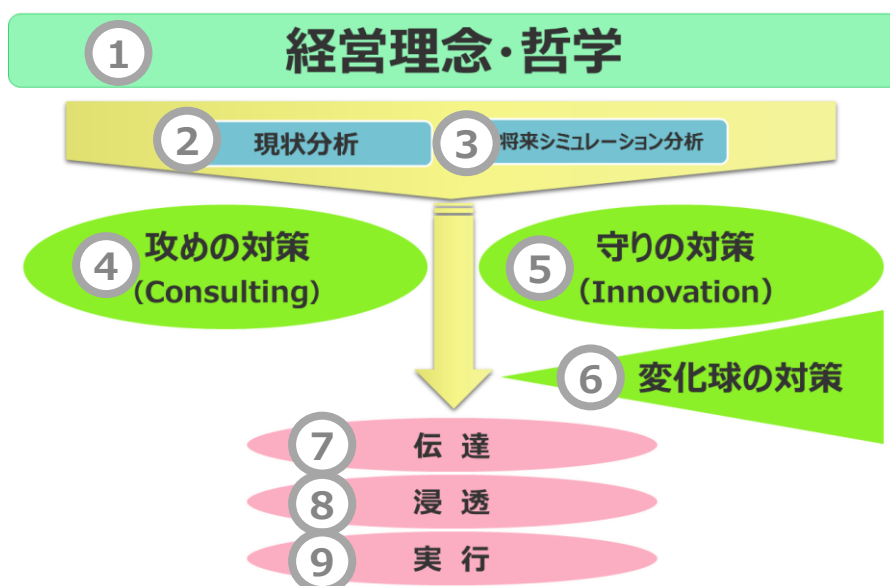 ① 経営理念・哲学
② 現状分析
③ 将来シミュレーション分析
④ 攻めの対策
(Consulting)
⑤ 守りの対策
(Innovation)
⑥ 変化球の対策
⑦ 伝 達
⑧ 浸 透
⑨ 実 行